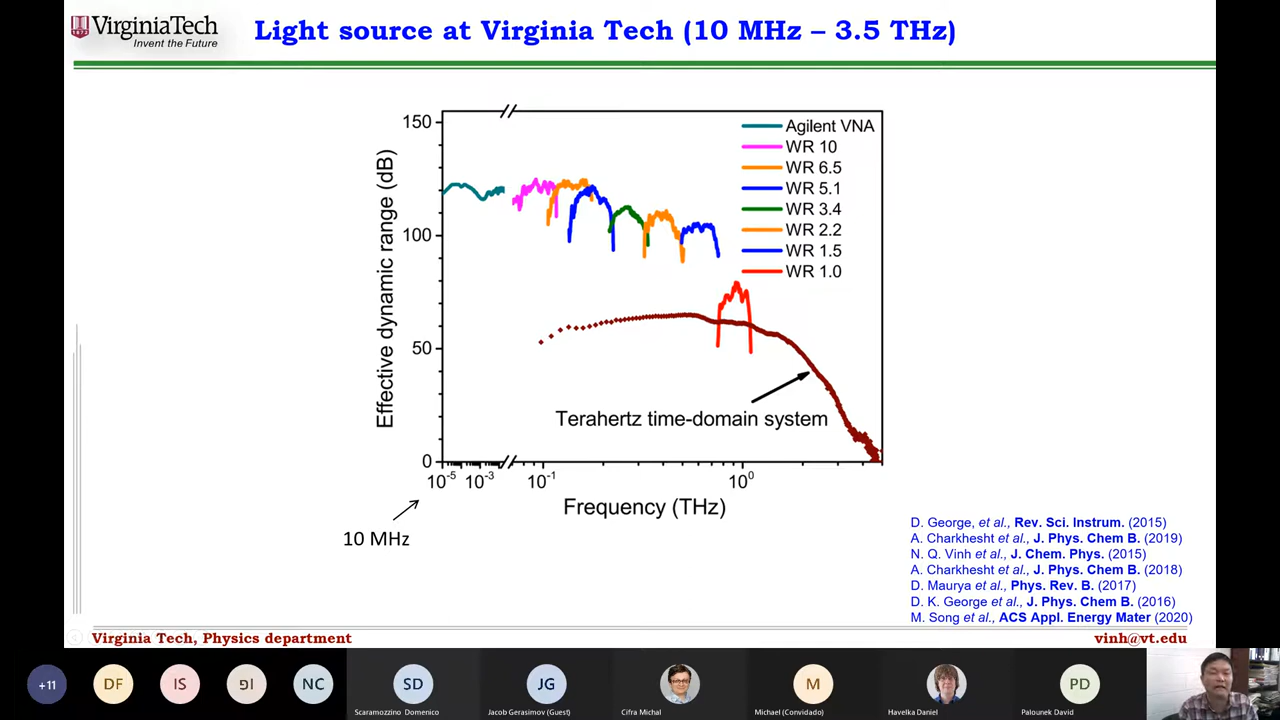 VirginiaTech
Invent the Future
Light source at Virginia Tech (10 MHz – 3.5 THz)
150
100
50
0
Effective dynamic range (dB)
Agilent VNA
WR 10
WR 6.5
WR 5.1
WR 3.4
WR 2.2
WR 1.5
WR 1.0
Terahertz time-domain system
10⁻⁵ 10⁻³ 10⁻¹ 10⁰
Frequency (THz)
10 MHz
D. George, et al., Rev. Sci. Instrum. (2015)
A. Charkhesht et al., J. Phys. Chem B. (2019)
N. Q. Vinh et al., J. Chem. Phys. (2015)
A. Charkhesht et al., J. Phys. Chem B. (2018)
D. Maurya et al., Phys. Rev. B. (2017)
D. K. George et al., J. Phys. Chem B. (2016)
M. Song et al., ACS Appl. Energy Mater (2020)
Virginia Tech, Physics department
vinh@vt.edu
+11 DF IS פו NC SD JG M PD
Scaramozzino Domenico
Jacob Gerasimov (Guest)
Cifra Michal
Michael (Convidado)
Havelka Daniel
Palounek David